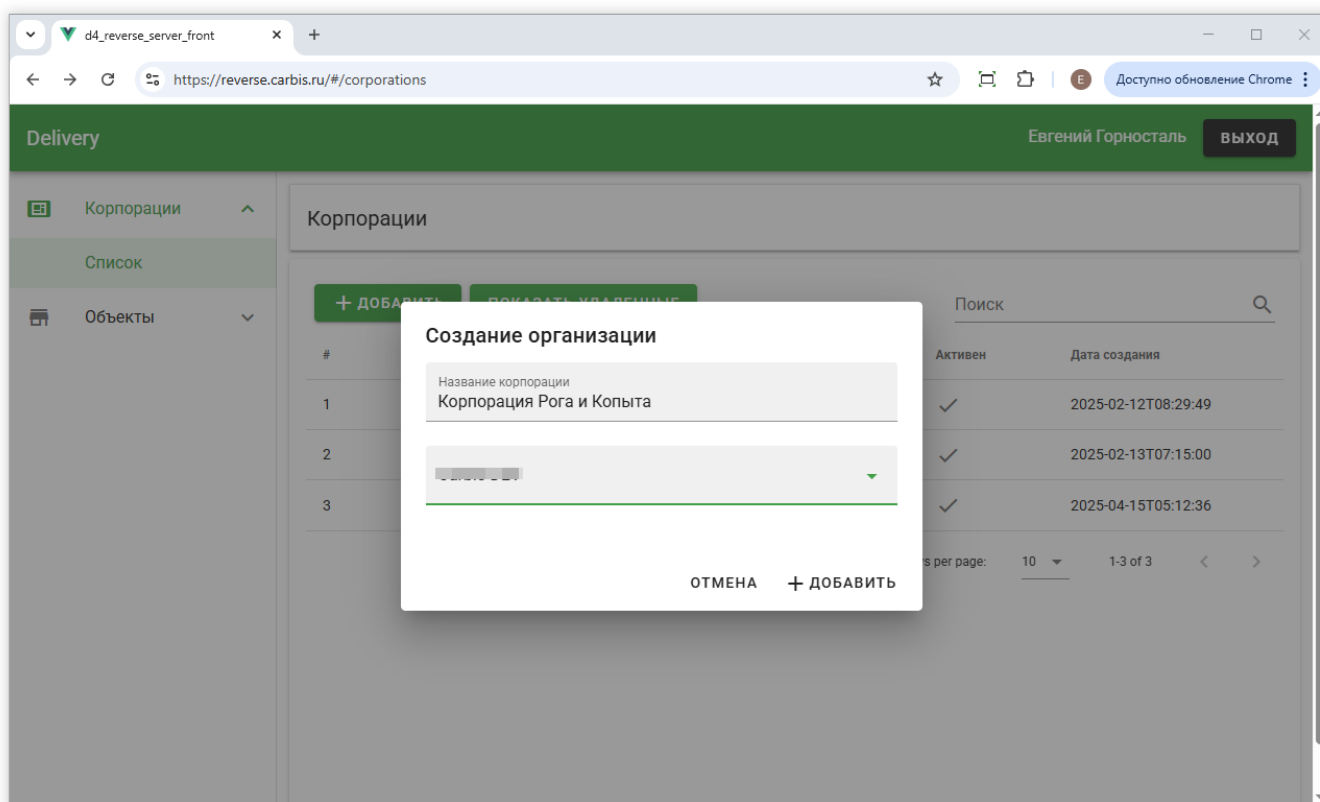 d4_reverse_server_front
https://reverse.carbis.ru/#/corporations
E
Доступно обновление Chrome
Delivery
Евгений Горносталь
ВЫХОД
Корпорации
Список
Объекты
Корпорации
ДОБАВИТЬ
ПОКАЗАТЬ УДАЛЕННЫЕ
Поиск
# Активен Дата создания
1 2025-02-12T08:29:49
2 2025-02-13T07:15:00
3 2025-04-15T05:12:36
per page: 10 1-3 of 3
Создание организации
Название корпорации
Корпорация Рога и Копыта
ОТМЕНА
ДОБАВИТЬ